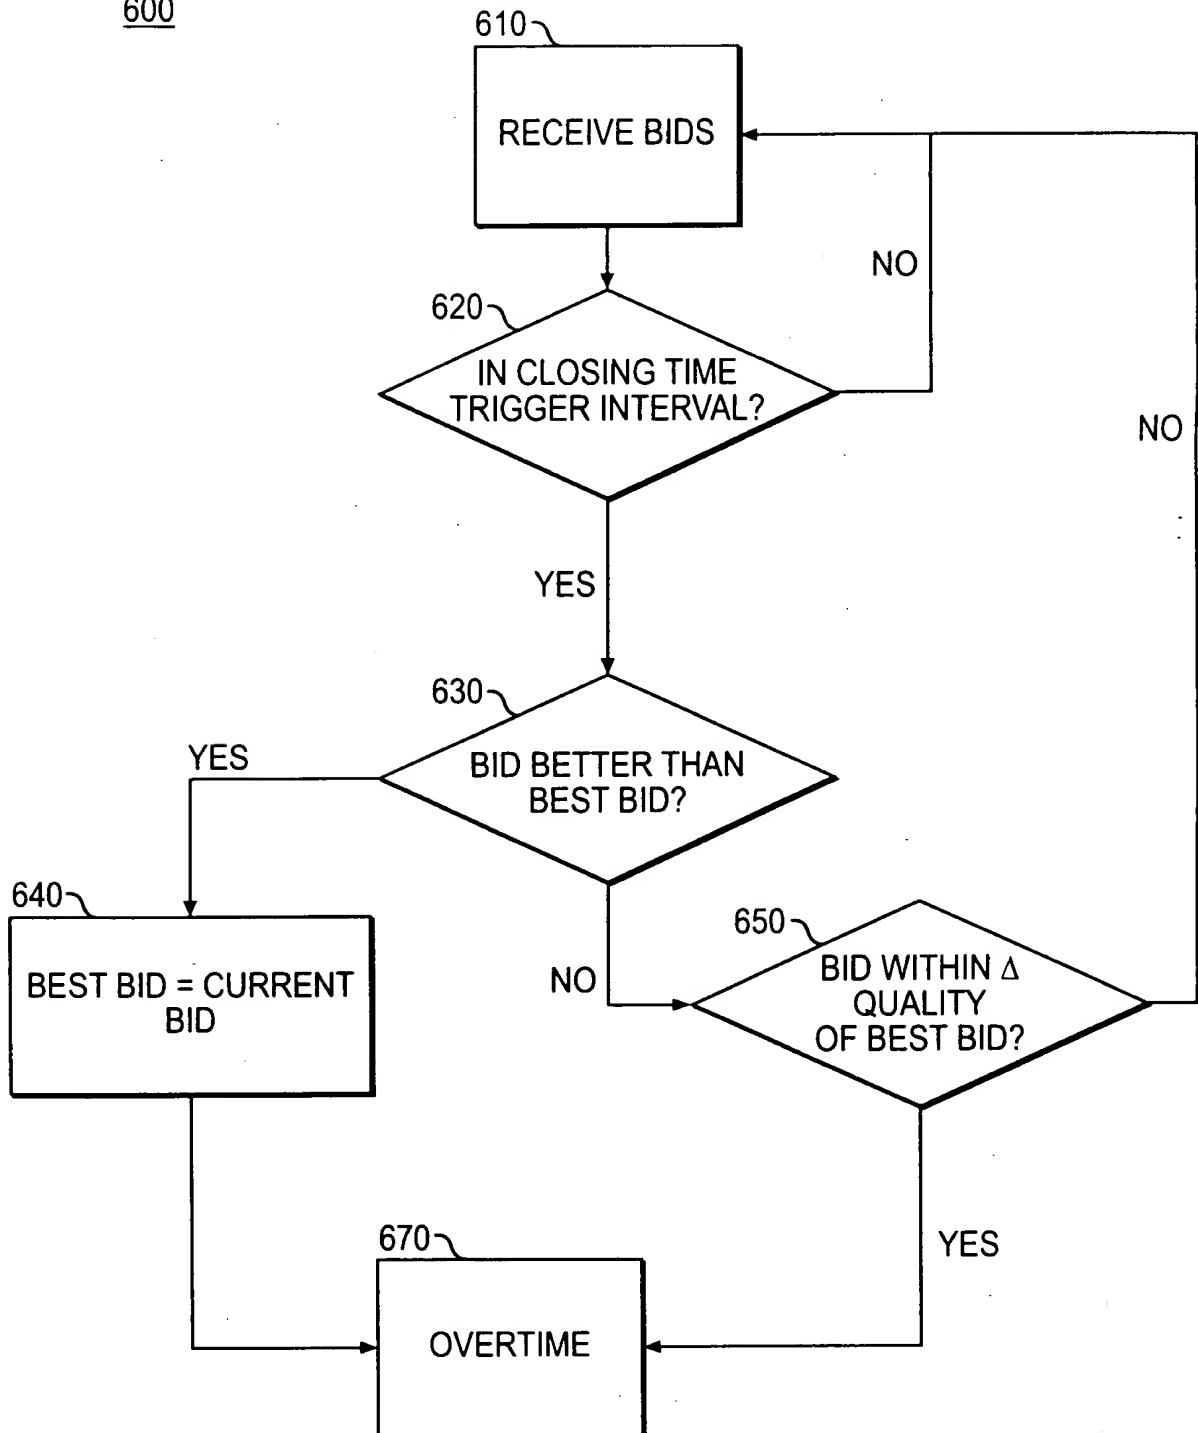 600
610
RECEIVE BIDS
NO
620
IN CLOSING TIME
TRIGGER INTERVAL?
NO
YES
630
BID BETTER THAN
BEST BID?
YES
640
BEST BID = CURRENT
BID
NO
650
BID WITHIN Δ
QUALITY
OF BEST BID?
YES
670
OVERTIME